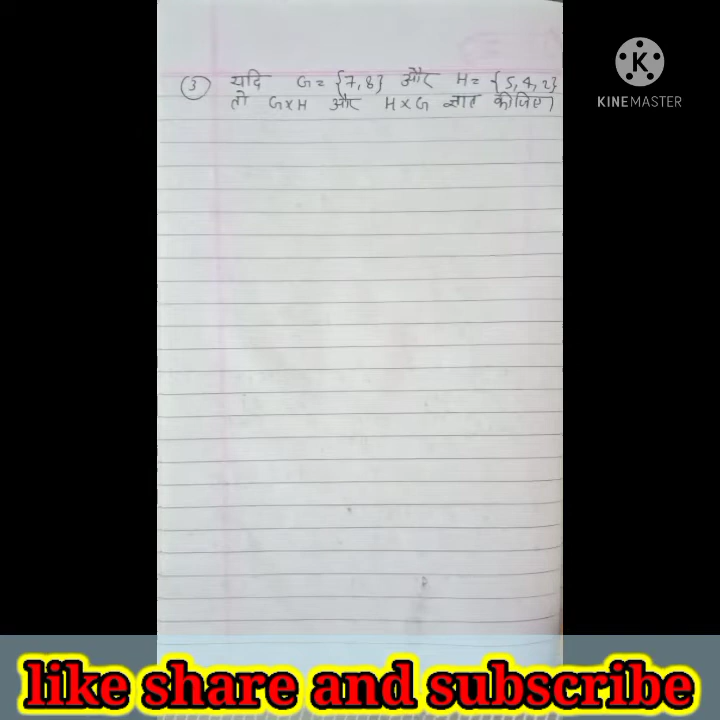 ③ यदि G = {7, 8} और H = {5, 4, 2}
तो G×H और H×G ज्ञात कीजिए।
KINEMASTER
like share and subscribe